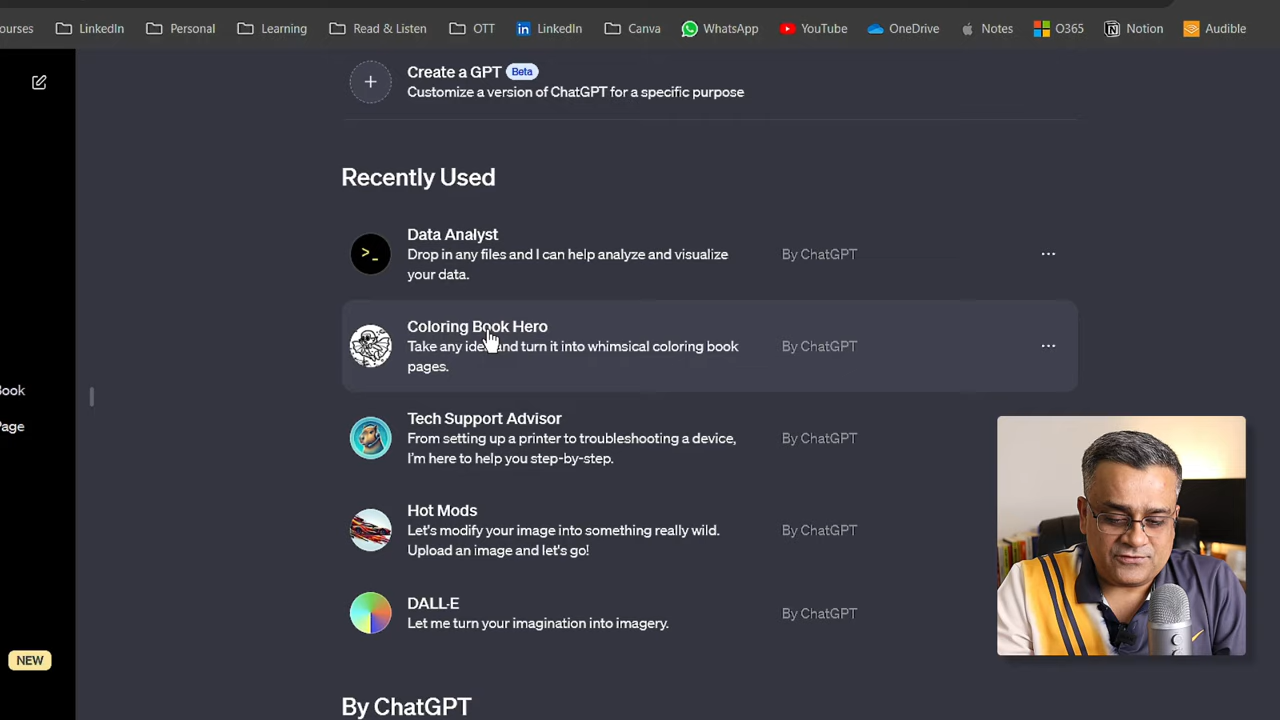 ourses LinkedIn Personal Learning Read & Listen OTT LinkedIn Canva WhatsApp YouTube OneDrive Notes O365 Notion Audible
Create a GPT Beta
Customize a version of ChatGPT for a specific purpose
Recently Used
Data Analyst
Drop in any files and I can help analyze and visualize
your data.
By ChatGPT
Coloring Book Hero
Take any idea and turn it into whimsical coloring book
pages.
By ChatGPT
Book
Page
Tech Support Advisor
From setting up a printer to troubleshooting a device,
I'm here to help you step-by-step.
By ChatGPT
Hot Mods
Let's modify your image into something really wild.
Upload an image and let's go!
By ChatGPT
DALL·E
Let me turn your imagination into imagery.
By ChatGPT
NEW
By ChatGPT